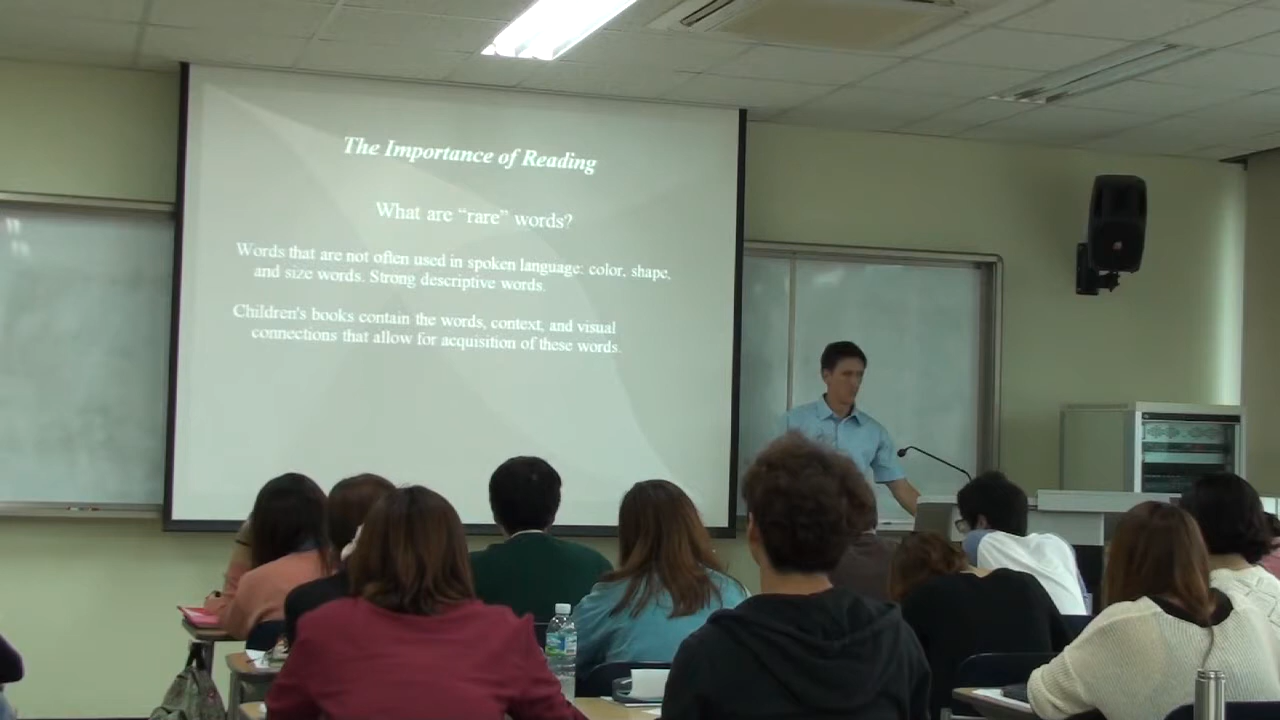 The Importance of Reading
What are “rare” words?
Words that are not often used in spoken language: color, shape,
and size words. Strong descriptive words.
Children's books contain the words, context, and visual
connections that allow for acquisition of these words.